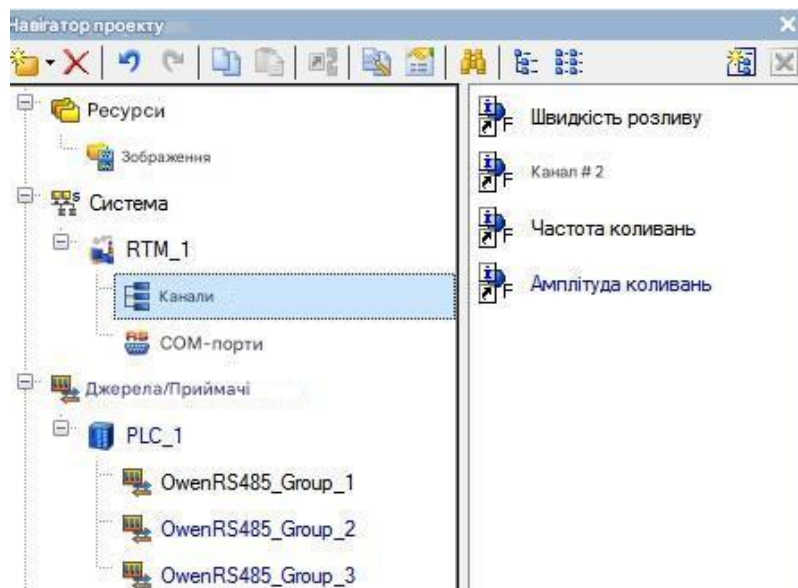 Навігатор проекту
Ресурси
Зображення
Система
RTM_1
Канали
COM-порти
Джерела/Приймачі
PLC_1
OwenRS485_Group_1
OwenRS485_Group_2
OwenRS485_Group_3
Швидкість розливу
Канал # 2
Частота коливань
Амплітуда коливань